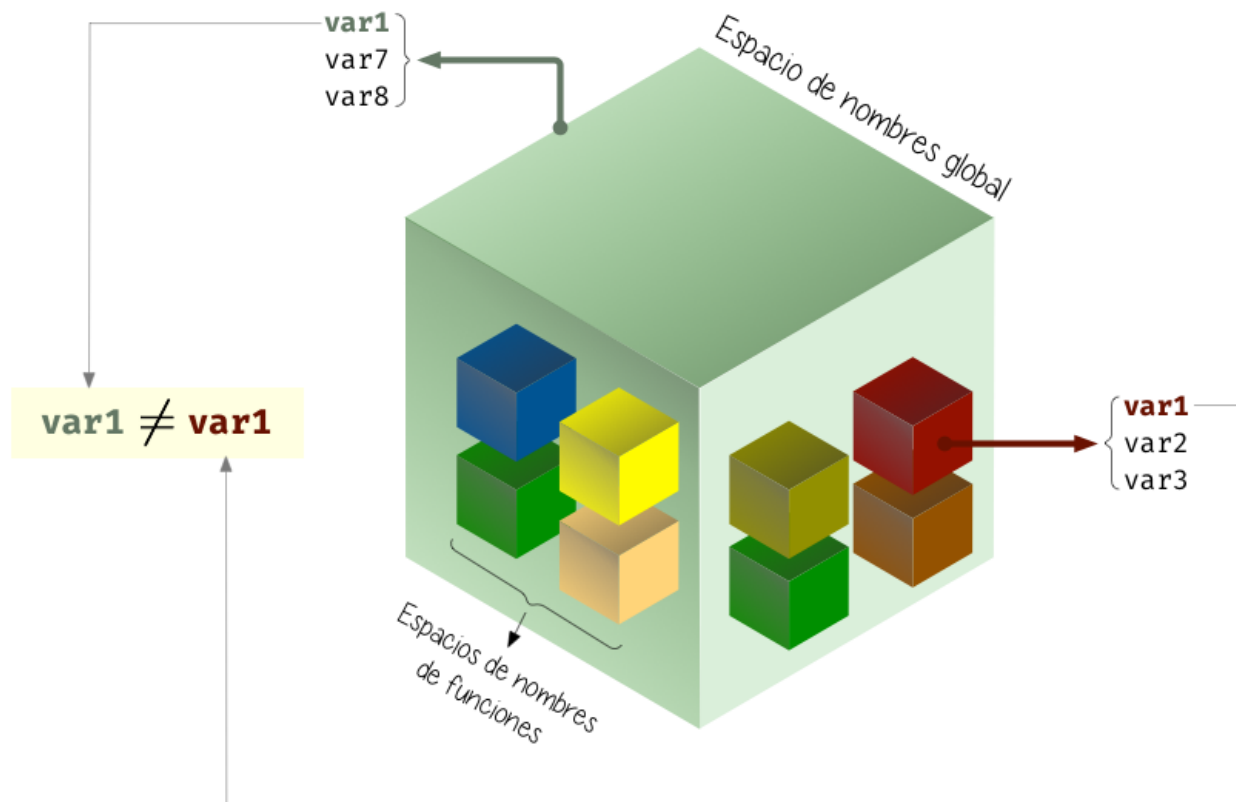 var1
var7
var8
Espacio de nombres global
var1 ≠ var1
var1
var2
var3
Espacios de nombres
de funciones